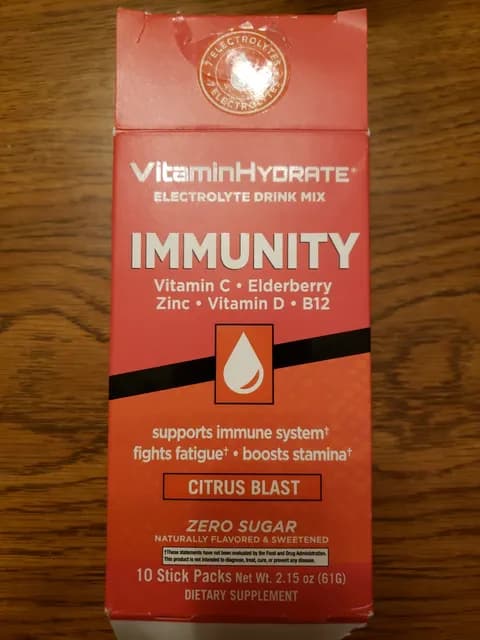 7 ELECTROLYTES
7 ELECTROLYTES
VitaminHYDRATE®
ELECTROLYTE DRINK MIX
IMMUNITY
Vitamin C • Elderberry
Zinc • Vitamin D • B12
supports immune system†
fights fatigue† • boosts stamina†
CITRUS BLAST
ZERO SUGAR
NATURALLY FLAVORED & SWEETENED
†These statements have not been evaluated by the Food and Drug Administration.
This product is not intended to diagnose, treat, cure, or prevent any disease.
10 Stick Packs Net Wt. 2.15 oz (61G)
DIETARY SUPPLEMENT